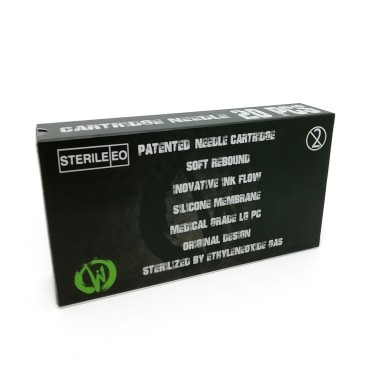 CARTRIDGE NEEDLE 20 PCS
STERILE EO
PATENTED NEEDLE CARTRIDGE
SOFT REBOUND
INOVATIVE INK FLOW
SILICONE MEMBRANE
MEDICAL GRADE LG PC
ORIGINAL DESIGN
STERILIZED BY ETHYLENEOXIDE GAS
2
W